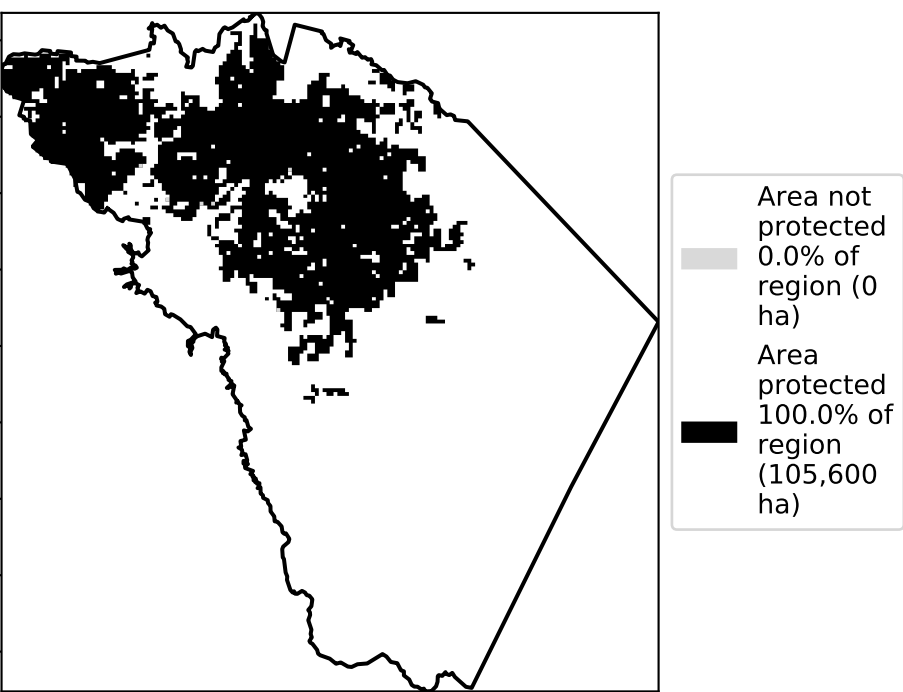 Area not
protected
0.0% of
region (0
ha)
Area
protected
100.0% of
region
(105,600
ha)